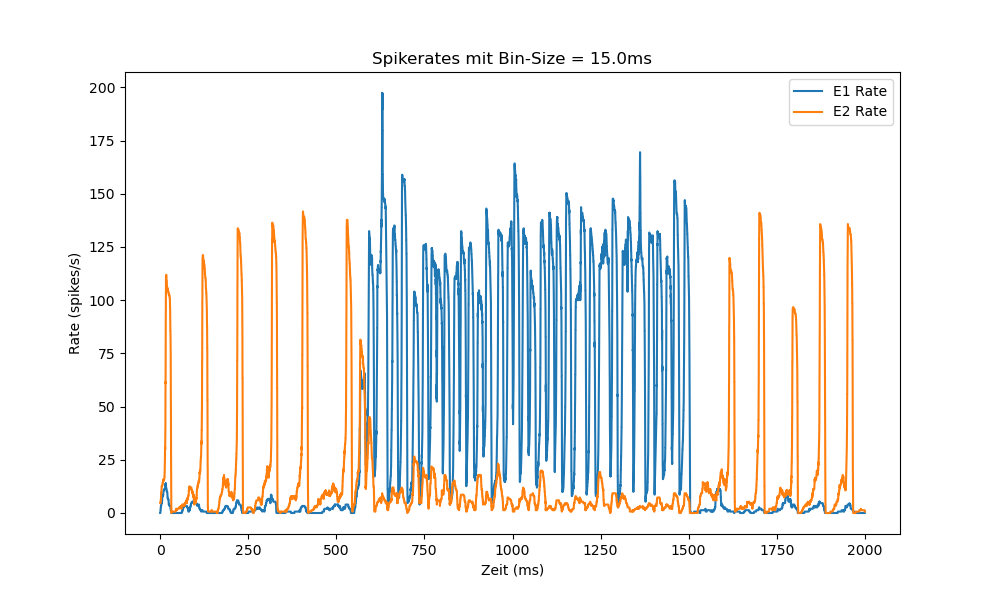 Spikerates mit Bin-Size = 15.0ms
E1 Rate
E2 Rate
200
175
150
125
100
75
50
25
0
Rate (spikes/s)
0 250 500 750 1000 1250 1500 1750 2000
Zeit (ms)